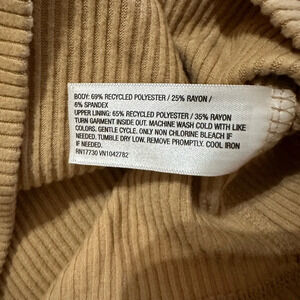 BODY: 69% RECYCLED POLYESTER / 25% RAYON /
6% SPANDEX
UPPER LINING: 65% RECYCLED POLYESTER / 35% RAYON
TURN GARMENT INSIDE OUT. MACHINE WASH COLD WITH LIKE
COLORS. GENTLE CYCLE. ONLY NON CHLORINE BLEACH IF
NEEDED. TUMBLE DRY LOW. REMOVE PROMPTLY. COOL IRON
IF NEEDED.
RN17730 VN1042782